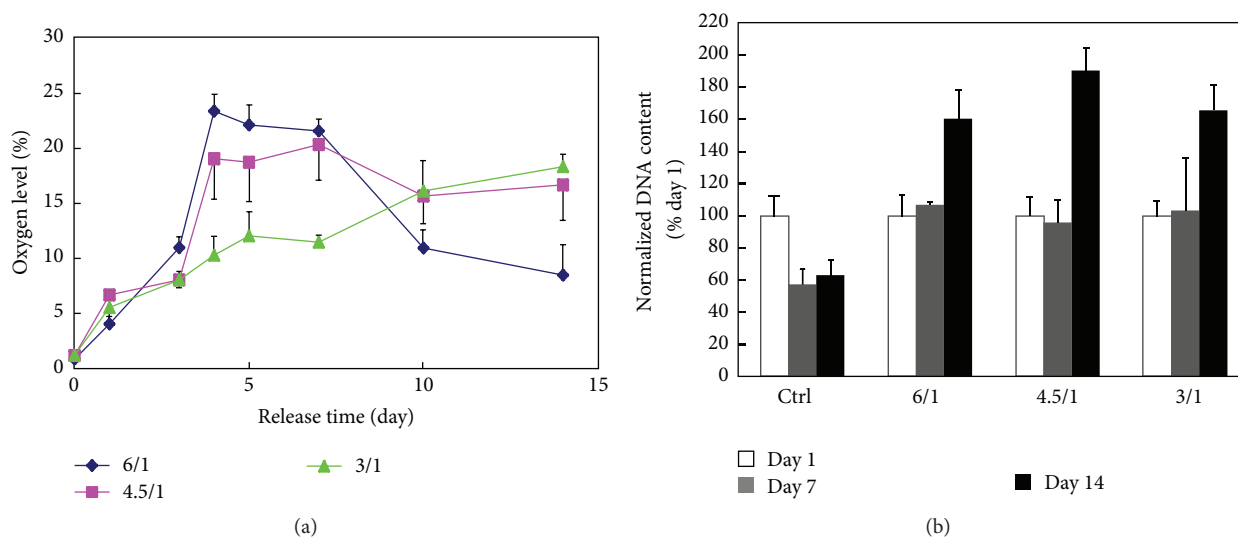 30
25
20
15
10
5
0
Oxygen level (%)
0 5 10 15
Release time (day)
6/1
4.5/1
3/1
(a)
220
200
180
160
140
120
100
80
60
40
20
0
Normalized DNA content
(% day 1)
Ctrl 6/1 4.5/1 3/1
Day 1
Day 7
Day 14
(b)